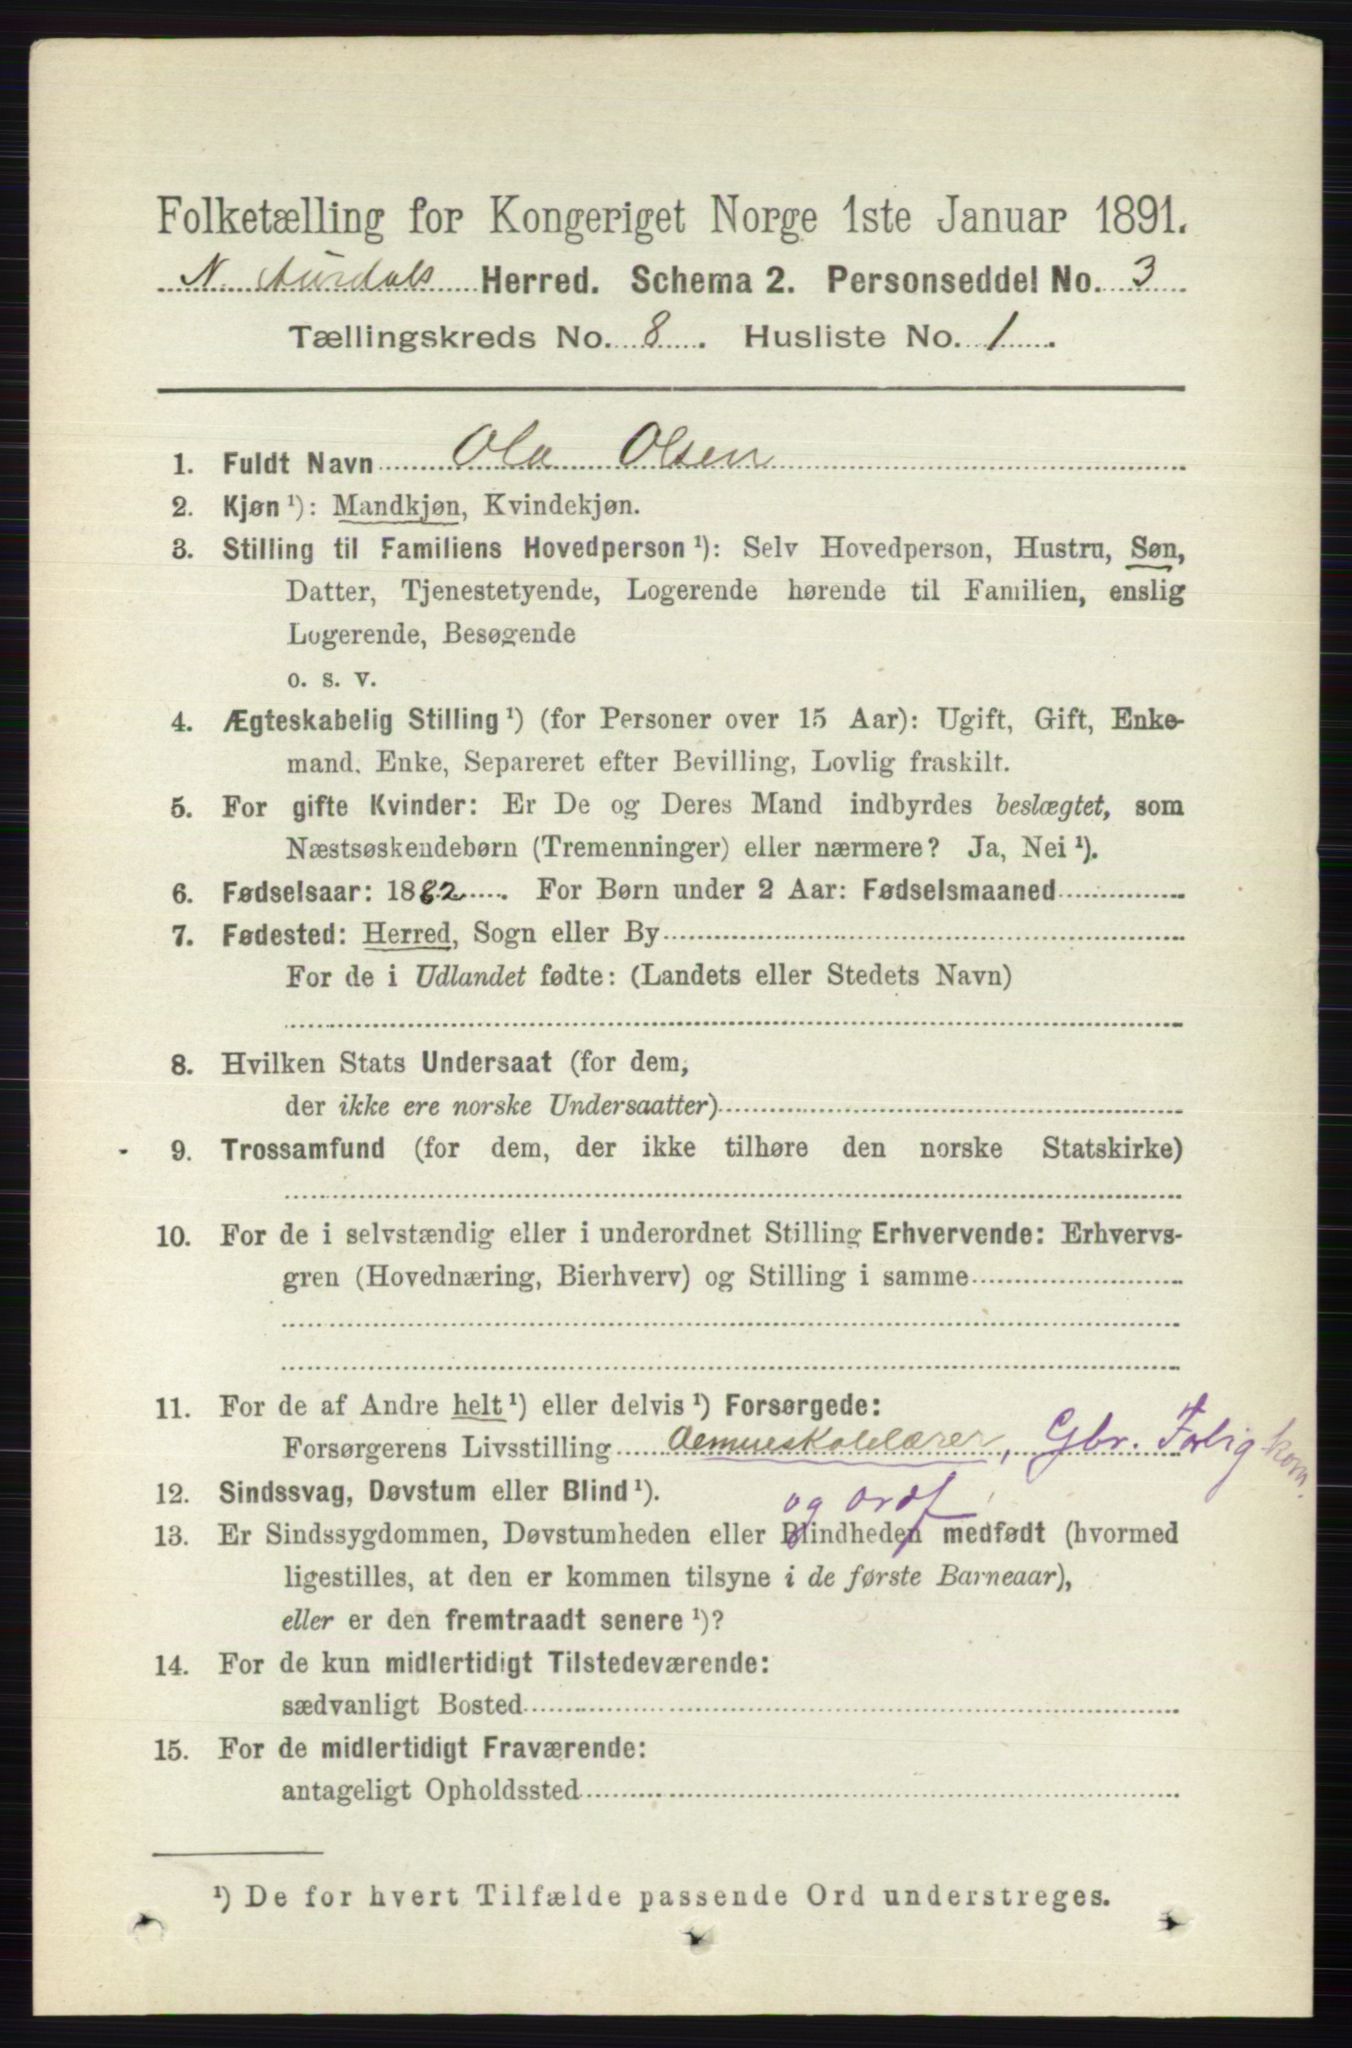 Folketælling for Kongeriget Norge 1ste Januar 1891.
N. Aurdals Herred. Schema 2. Personseddel No. 3
Tællingskreds No. 8. Husliste No. 1.
1. Fuldt Navn Ola Olsen
2. Kjøn ¹): Mandkjøn, Kvindekjøn.
3. Stilling til Familiens Hovedperson ¹): Selv Hovedperson, Hustru, Søn,
Datter, Tjenestetyende, Logerende hørende til Familien, enslig
Logerende, Besøgende
o. s. v.
4. Ægteskabelig Stilling ¹) (for Personer over 15 Aar): Ugift, Gift, Enke-
mand, Enke, Separeret efter Bevilling, Lovlig fraskilt.
5. For gifte Kvinder: Er De og Deres Mand indbyrdes beslægtet, som
Næstsøskendebørn (Tremenninger) eller nærmere? Ja, Nei ¹).
6. Fødselsaar: 1882. For Børn under 2 Aar: Fødselsmaaned
7. Fødested: Herred, Sogn eller By
For de i Udlandet fødte: (Landets eller Stedets Navn)
8. Hvilken Stats Undersaat (for dem,
der ikke ere norske Undersaatter)
9. Trossamfund (for dem, der ikke tilhøre den norske Statskirke)
10. For de i selvstændig eller i underordnet Stilling Erhvervende: Erhvervs-
gren (Hovednæring, Bierhverv) og Stilling i samme
11. For de af Andre helt ¹) eller delvis ¹) Forsørgede:
Forsørgerens Livsstilling Almueskolelærer, Gbr. Forligkom.
og ordf
12. Sindssvag, Døvstum eller Blind ¹).
13. Er Sindssygdommen, Døvstumheden eller Blindheden medfødt (hvormed
ligestilles, at den er kommen tilsyne i de første Barneaar),
eller er den fremtraadt senere ¹)?
14. For de kun midlertidigt Tilstedeværende:
sædvanligt Bosted
15. For de midlertidigt Fraværende:
antageligt Opholdssted
¹) De for hvert Tilfælde passende Ord understreges.